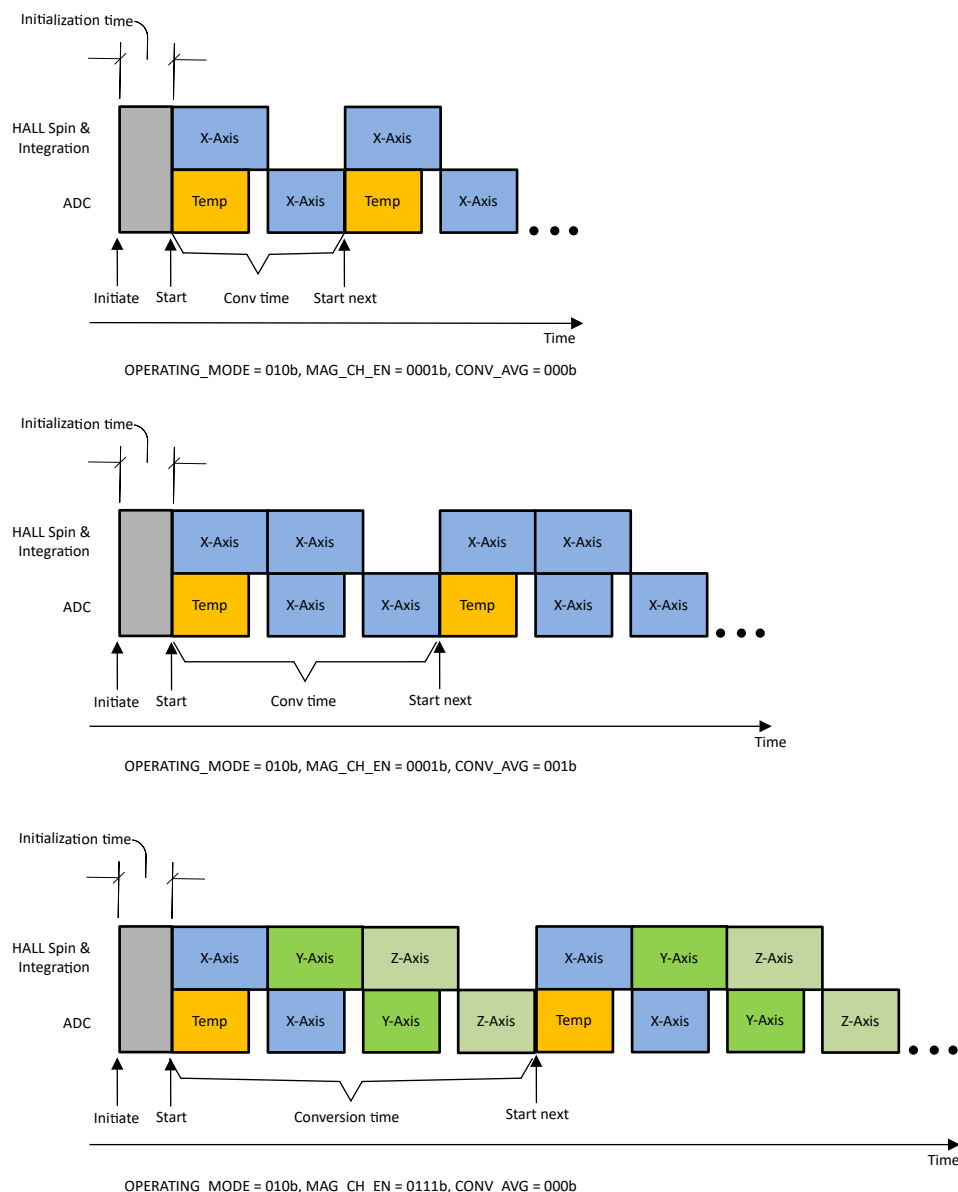 Initialization time
HALL Spin &
Integration
X-Axis
X-Axis
ADC
Temp
X-Axis
Temp
X-Axis
Initiate
Start
Conv time
Start next
Time
OPERATING_MODE = 010b, MAG_CH_EN = 0001b, CONV_AVG = 000b
Initialization time
HALL Spin &
Integration
X-Axis
X-Axis
X-Axis
X-Axis
ADC
Temp
X-Axis
X-Axis
Temp
X-Axis
X-Axis
Initiate
Start
Conv time
Start next
Time
OPERATING_MODE = 010b, MAG_CH_EN = 0001b, CONV_AVG = 001b
Initialization time
HALL Spin &
Integration
X-Axis
Y-Axis
Z-Axis
X-Axis
Y-Axis
Z-Axis
ADC
Temp
X-Axis
Y-Axis
Z-Axis
Temp
X-Axis
Y-Axis
Z-Axis
Initiate
Start
Conversion time
Start next
Time
OPERATING_MODE = 010b, MAG_CH_EN = 0111b, CONV_AVG = 000b